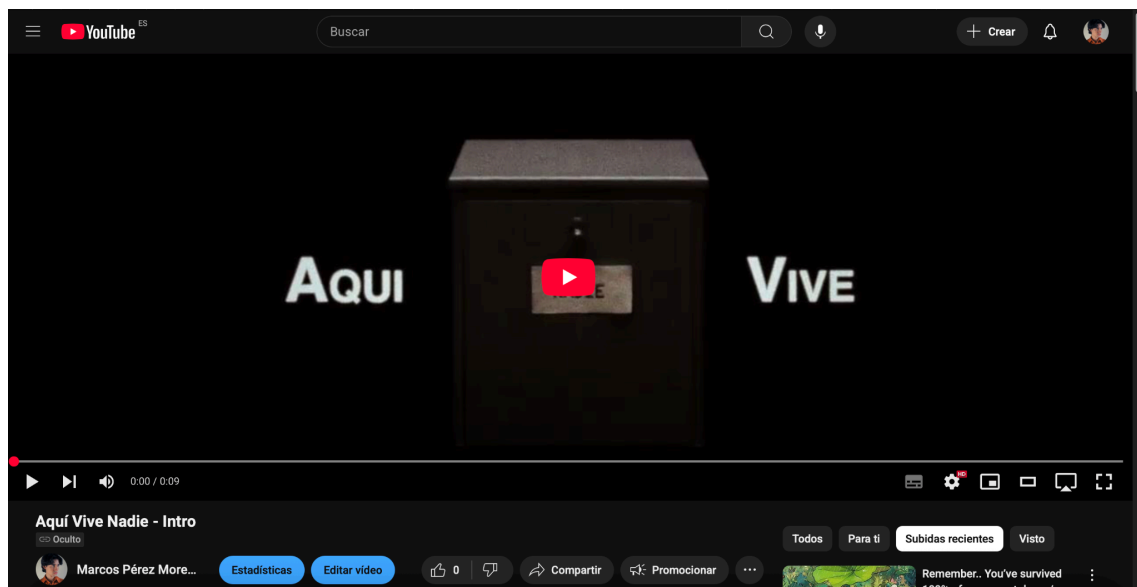 YouTube ES
Buscar
Crear
AQUI
VIVE
0:00 / 0:09
HD
Aquí Vive Nadie - Intro
Oculto
Todos
Para ti
Subidas recientes
Visto
Marcos Pérez More...
Estadísticas
Editar vídeo
0
Compartir
Promocionar
Remember.. You've survived